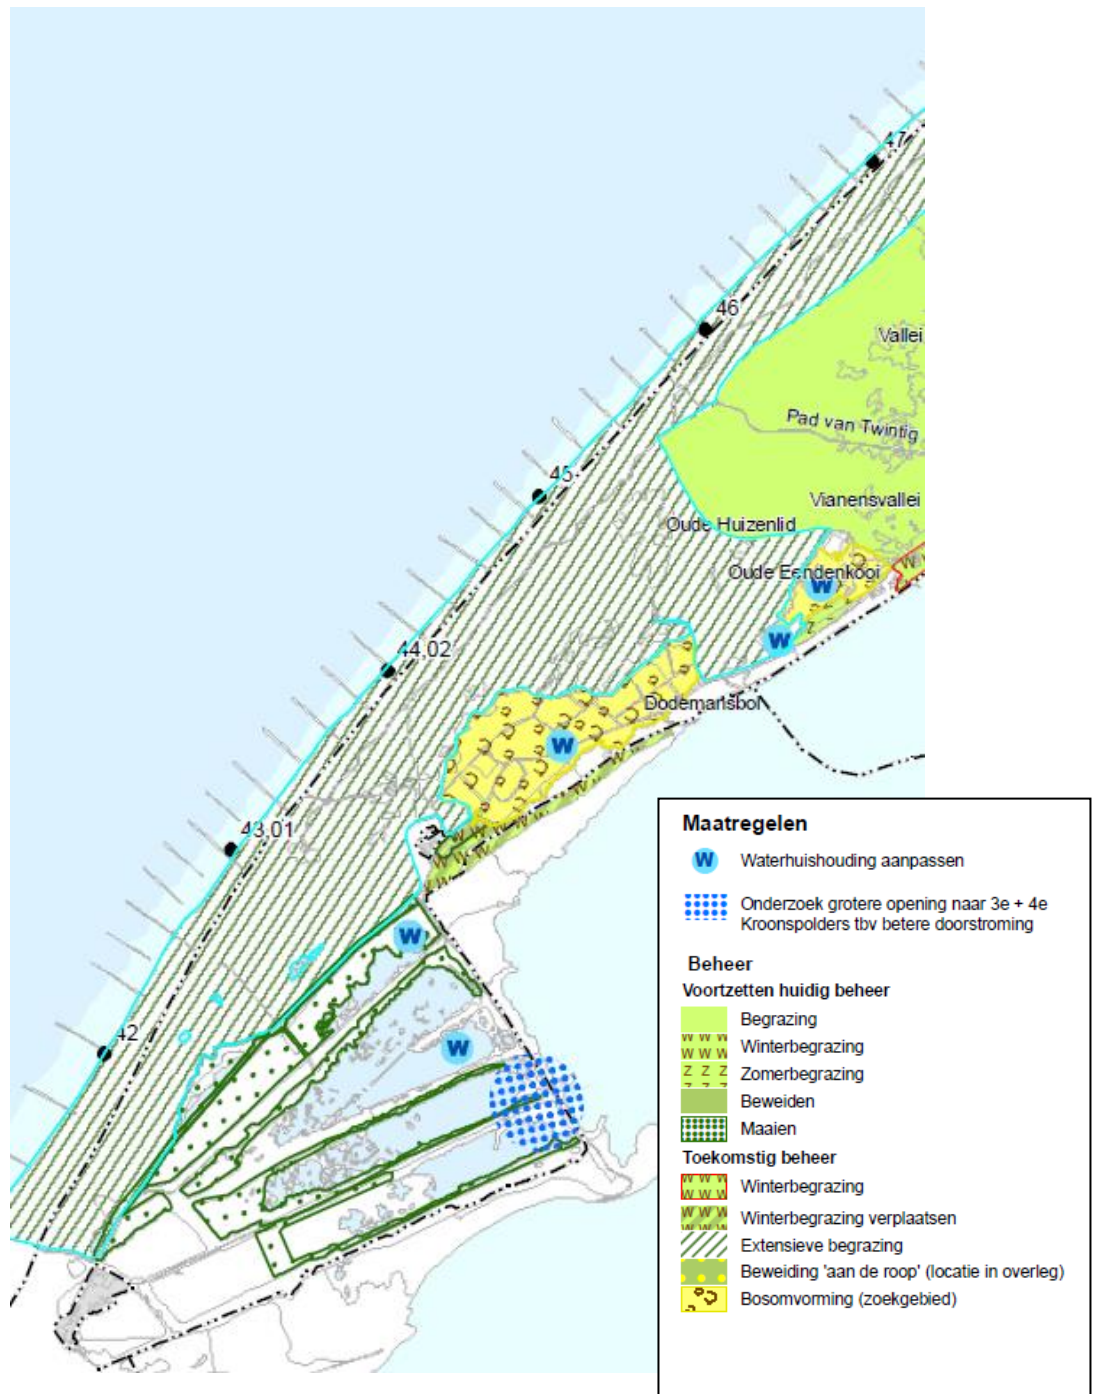 47
46
Vallei
Pad van Twintig
45
Vianensvallei
Oude Huizenlid
Oude Eendenkooi
W
W
W
Z
44,02
Dodemansbol
W
43,01
W W W W W W W W
W
W
42
Maatregelen
W Waterhuishouding aanpassen
Onderzoek grotere opening naar 3e + 4e
Kroonspolders tbv betere doorstroming
Beheer
Voortzetten huidig beheer
Begrazing
W W W Winterbegrazing
W W W
Z Z Z Zomerbegrazing
Z Z Z
Beweiden
Maaien
Toekomstig beheer
W W W Winterbegrazing
W W W
W W W Winterbegrazing verplaatsen
W W W
Extensieve begrazing
Beweiding 'aan de roop' (locatie in overleg)
Bosomvorming (zoekgebied)